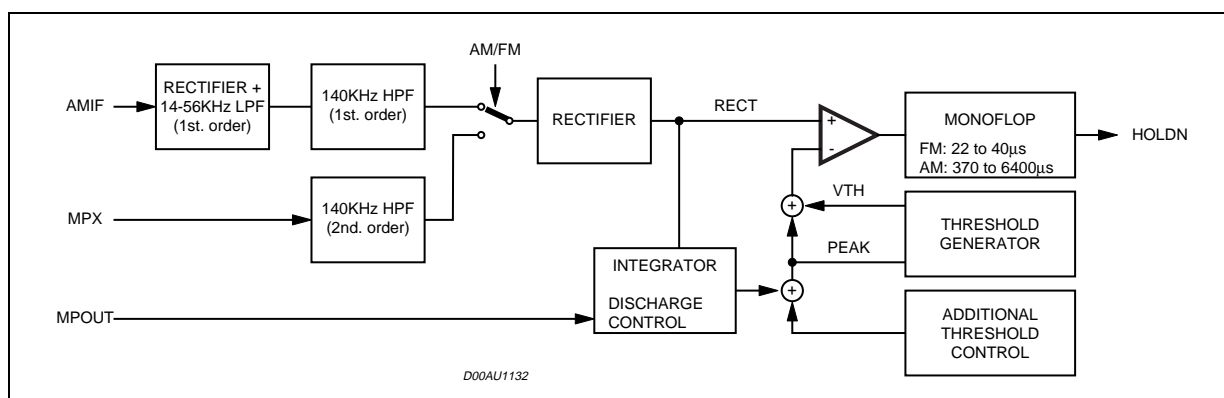 AM/FM
AMIF
RECTIFIER +
14-56KHz LPF
(1st. order)
140KHz HPF
(1st. order)
RECTIFIER
RECT
+
-
MONOFLOP
FM: 22 to 40µs
AM: 370 to 6400µs
HOLDN
MPX
140KHz HPF
(2nd. order)
VTH
+
THRESHOLD
GENERATOR
PEAK
INTEGRATOR
DISCHARGE
CONTROL
+
MPOUT
ADDITIONAL
THRESHOLD
CONTROL
D00AU1132